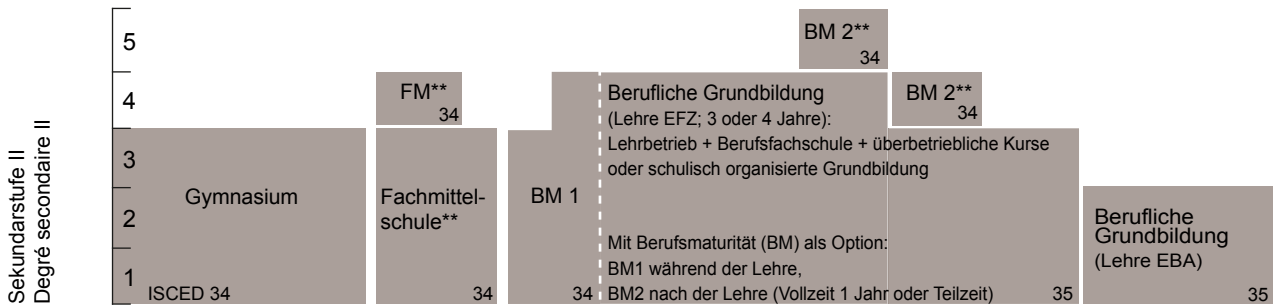 Sekundarstufe II
Degré secondaire II
5
4
3
2
1
Gymnasium
ISCED 34
FM**
34
Fachmittel-
schule**
34
BM 1
34
BM 2**
34
Berufliche Grundbildung
(Lehre EFZ; 3 oder 4 Jahre):
Lehrbetrieb + Berufsfachschule + überbetriebliche Kurse
oder schulisch organisierte Grundbildung
Mit Berufsmaturität (BM) als Option:
BM1 während der Lehre,
BM2 nach der Lehre (Vollzeit 1 Jahr oder Teilzeit)
35
BM 2**
34
Berufliche
Grundbildung
(Lehre EBA)
35